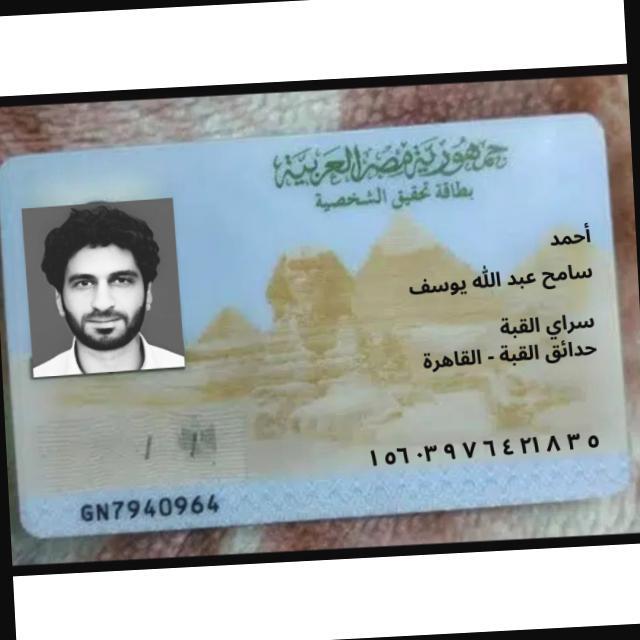 جمهورية مصر العربية
بطاقة تحقيق الشخصية
أحمد
سامح عبد الله يوسف
سراي القبة
حدائق القبة - القاهرة
١٥٦٠٣٩٧٦٤٢١٨٣٥
GN7940964